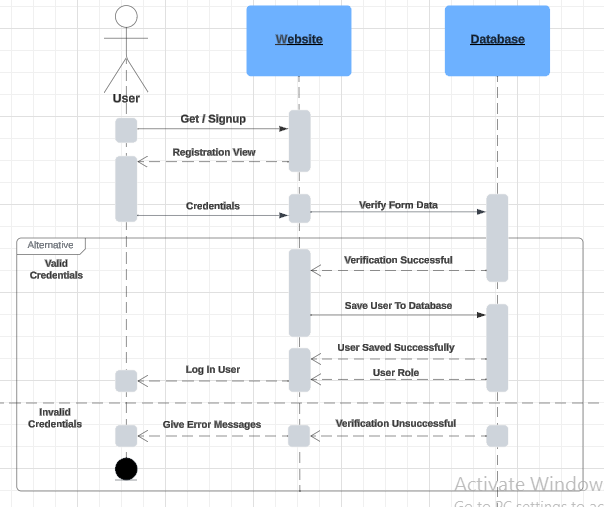 Website
Database
User
Get / Signup
Registration View
Credentials
Verify Form Data
Alternative
Valid
Credentials
Verification Successful
Save User To Database
User Saved Successfully
Log In User
User Role
Invalid
Credentials
Give Error Messages
Verification Unsuccessful
Activate Window
Go to PC settings to ac